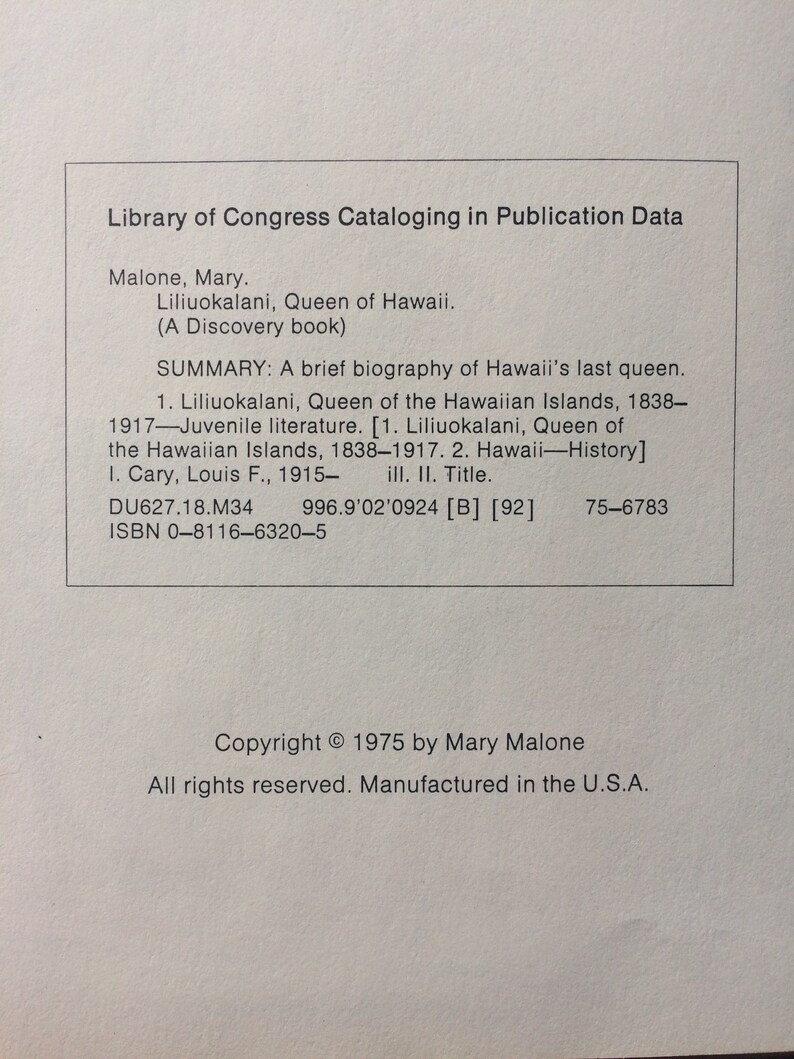 Library of Congress Cataloging in Publication Data
Malone, Mary.
Liliuokalani, Queen of Hawaii.
(A Discovery book)
SUMMARY: A brief biography of Hawaii's last queen.
1. Liliuokalani, Queen of the Hawaiian Islands, 1838–
1917—Juvenile literature. [1. Liliuokalani, Queen of
the Hawaiian Islands, 1838–1917. 2. Hawaii—History]
I. Cary, Louis F., 1915– ill. II. Title.
DU627.18.M34 996.9'02'0924 [B] [92] 75–6783
ISBN 0–8116–6320–5
Copyright © 1975 by Mary Malone
All rights reserved. Manufactured in the U.S.A.